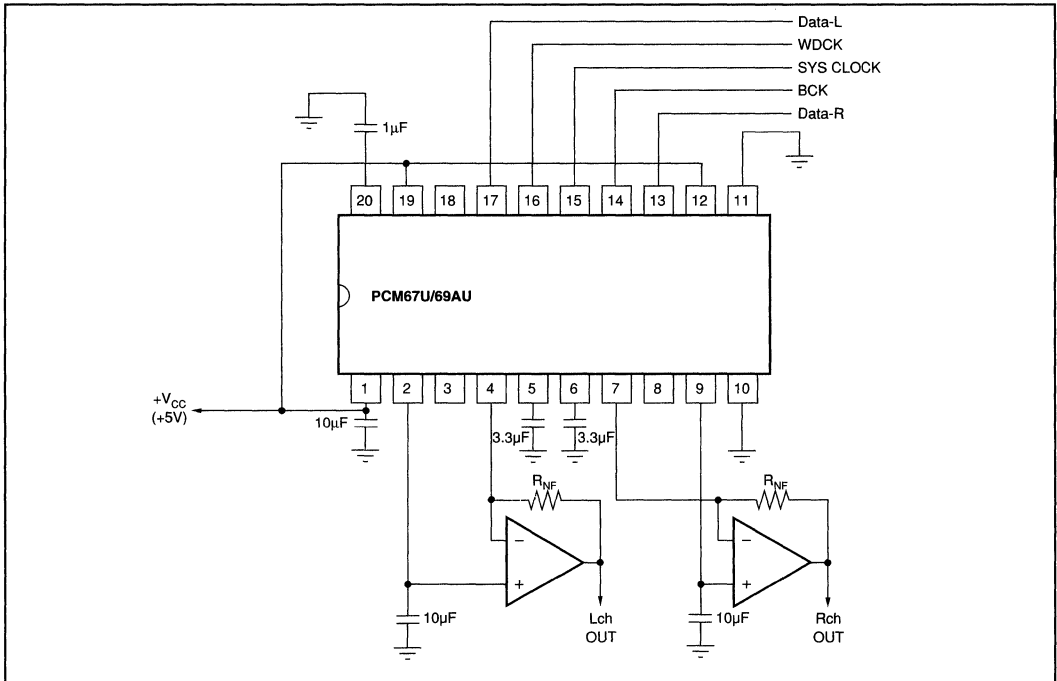 Data-L
WDCK
SYS CLOCK
BCK
Data-R
1µF
20 19 18 17 16 15 14 13 12 11
PCM67U/69AU
1 2 3 4 5 6 7 8 9 10
+VCC
(+5V)
10µF
3.3µF
3.3µF
RNF
RNF
−
+
−
+
10µF
10µF
Lch
OUT
Rch
OUT